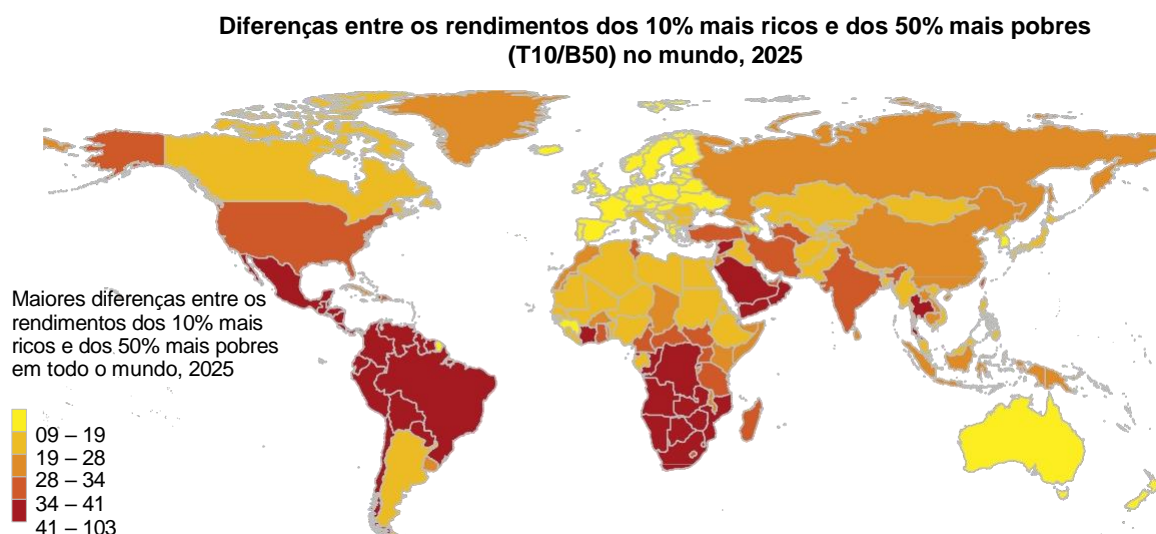 Diferenças entre os rendimentos dos 10% mais ricos e dos 50% mais pobres
(T10/B50) no mundo, 2025
Maiores diferenças entre os
rendimentos dos 10% mais
ricos e dos 50% mais pobres
em todo o mundo, 2025
09 – 19
19 – 28
28 – 34
34 – 41
41 – 103